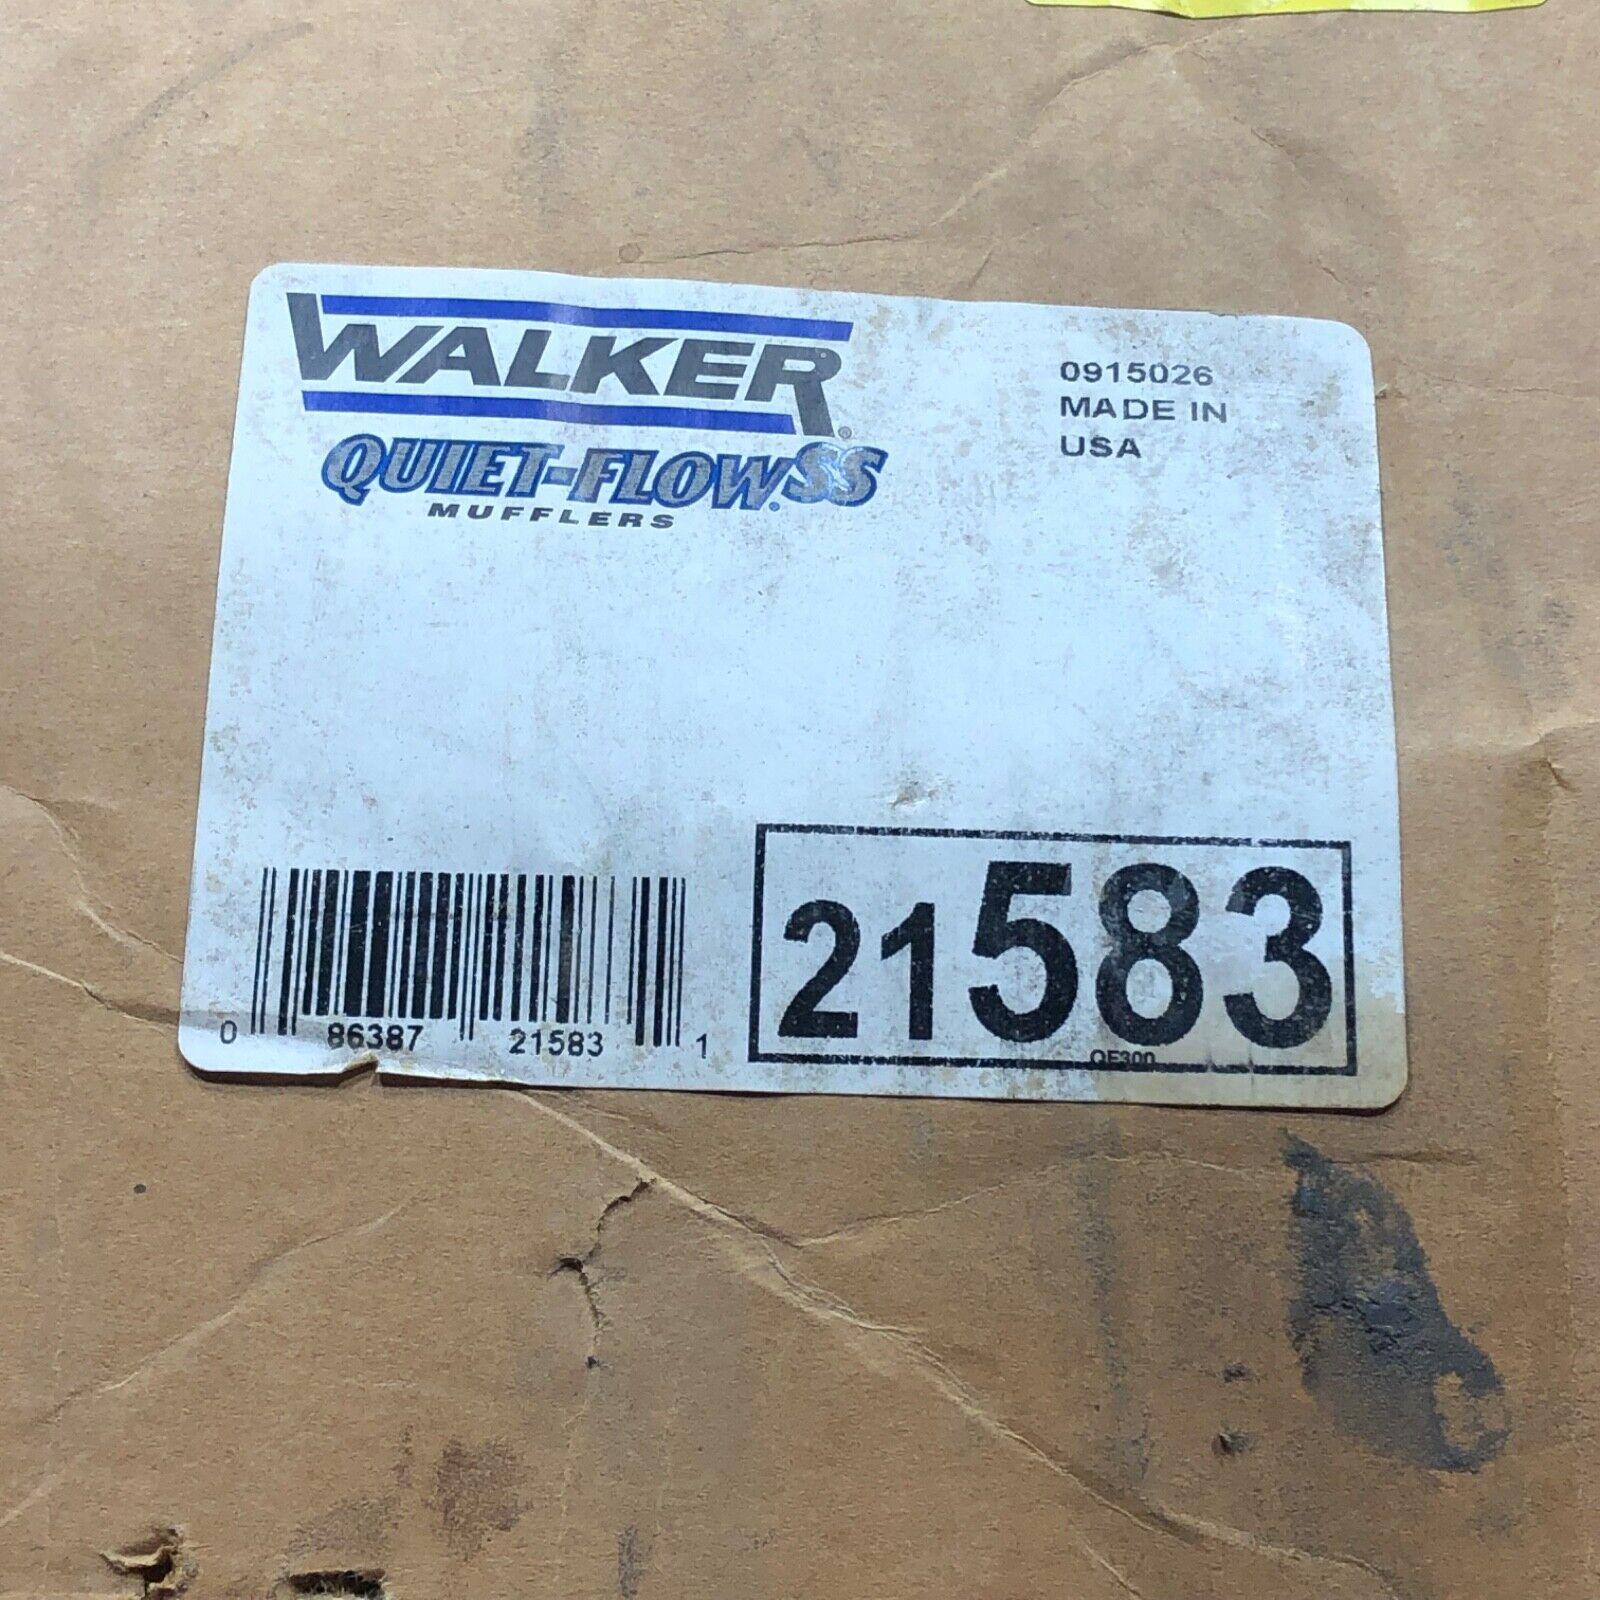 WALKER®
QUIET-FLOW® SS
MUFFLERS
0915026
MADE IN
USA
0 86387 21583 1
21583